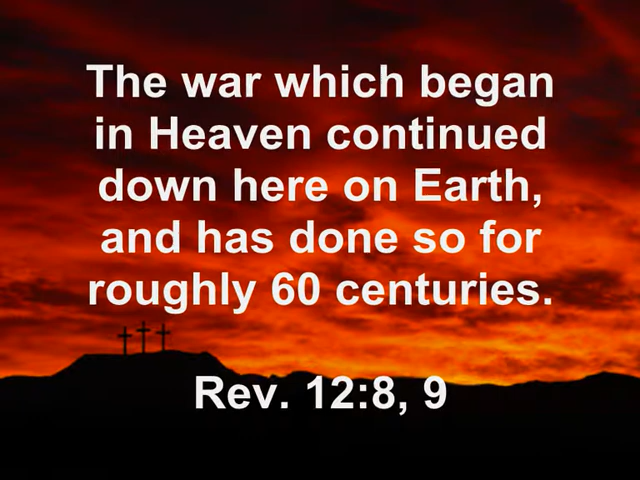 The war which began
in Heaven continued
down here on Earth,
and has done so for
roughly 60 centuries.
Rev. 12:8, 9